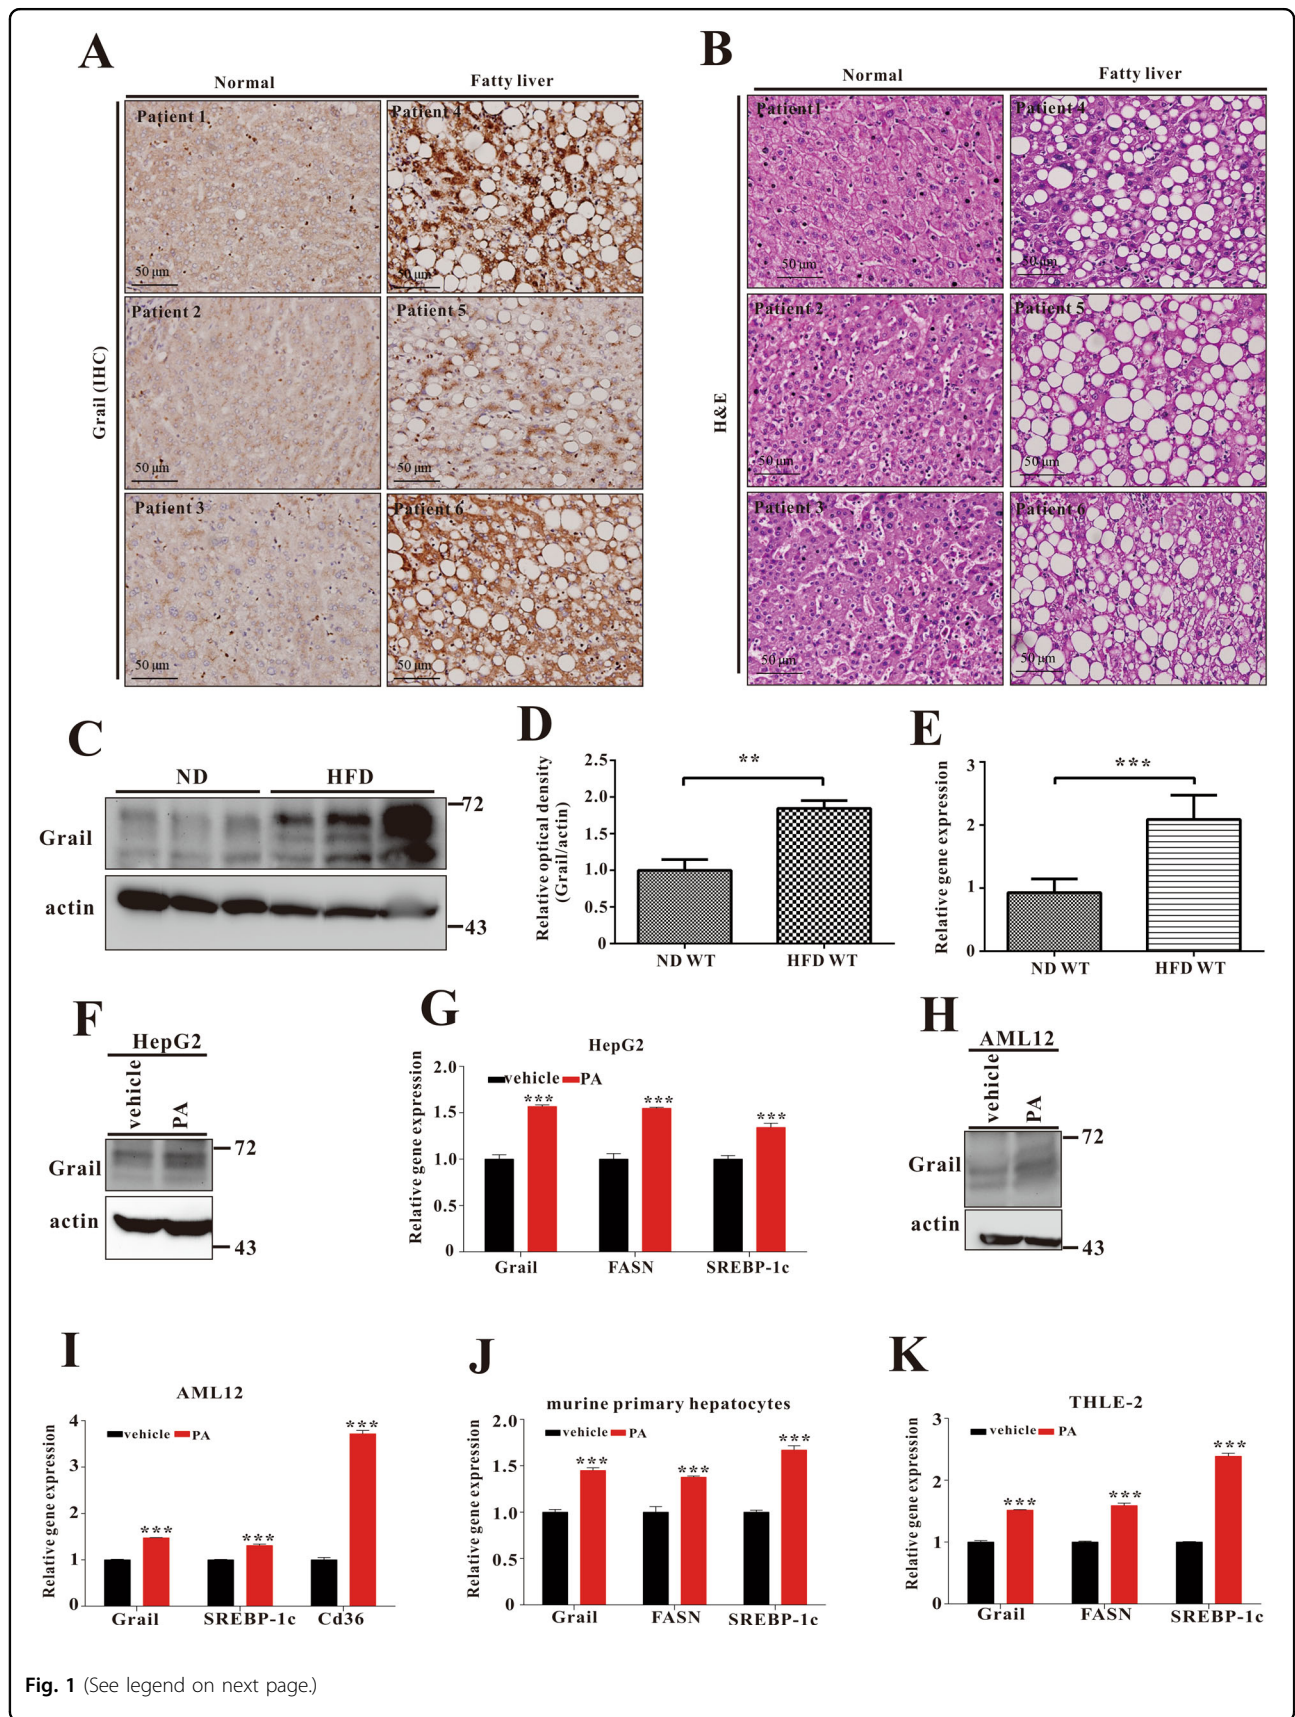 A
Normal
Fatty liver
Grail (IHC)
Patient 1
50 μm
Patient 4
50 μm
Patient 2
50 μm
Patient 5
50 μm
Patient 3
50 μm
Patient 6
50 μm
B
Normal
Fatty liver
H&E
Patient1
50 μm
Patient 4
50 μm
Patient 2
50 μm
Patient 5
50 μm
Patient 3
50 μm
Patient 6
50 μm
C
ND
HFD
Grail
actin
72
43
D
Relative optical density
(Grail/actin)
2.5
2.0
1.5
1.0
0.5
0
**
ND WT
HFD WT
E
Relative gene expression
3
2
1
0
***
ND WT
HFD WT
F
HepG2
vehicle
PA
Grail
actin
72
43
G
HepG2
Relative gene expression
2.0
1.5
1.0
0.5
0
vehicle
PA
***
***
***
Grail
FASN
SREBP-1c
H
AML12
vehicle
PA
Grail
actin
72
43
I
AML12
Relative gene expression
4
3
2
1
0
vehicle
PA
***
***
***
Grail
SREBP-1c
Cd36
J
murine primary hepatocytes
Relative gene expression
2.0
1.5
1.0
0.5
0
vehicle
PA
***
***
***
Grail
FASN
SREBP-1c
K
THLE-2
Relative gene expression
3
2
1
0
vehicle
PA
***
***
***
Grail
FASN
SREBP-1c
Fig. 1 (See legend on next page.)